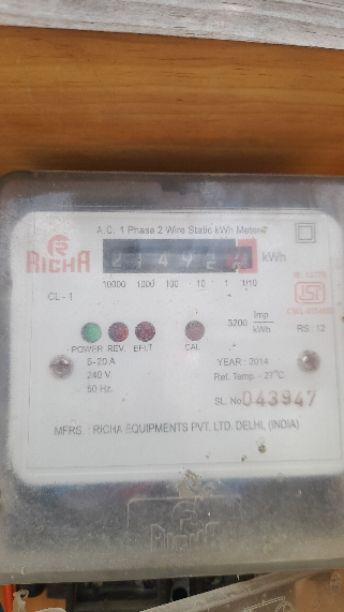 A.C. 1 Phase 2 Wire Static kWh Meter
RICHA
kWh
10000 1000 100 10 1 1/10
CL - 1
3200 Imp/kWh
RS : 12
POWER REV. EFLT CAL
5-20 A
240 V
50 Hz.
YEAR : 2014
Ref. Temp. - 27°C
SL. No 043947
MFRS. : RICHA EQUIPMENTS PVT. LTD. DELHI, (INDIA)
RICHA